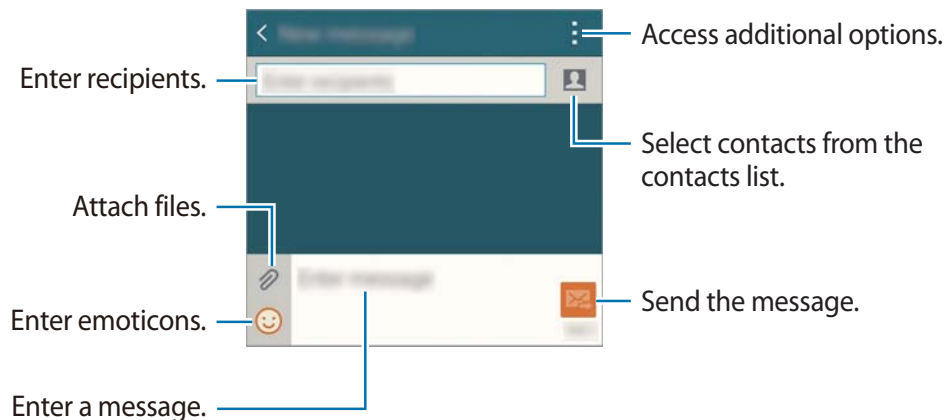 Access additional options.
Enter recipients.
Select contacts from the
contacts list.
Attach files.
Send the message.
Enter emoticons.
Enter a message.